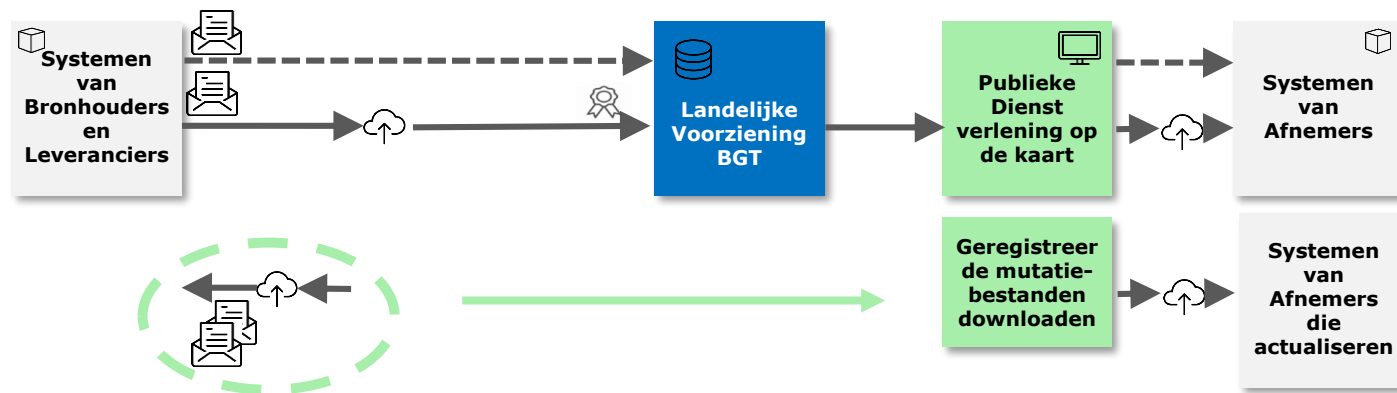 Systemen
van
Bronhouders
en
Leveranciers
Landelijke
Voorziening
BGT
Publieke
Dienst
verlening op
de kaart
Systemen
van
Afnemers
Geregistreer
de mutatie-
bestanden
downloaden
Systemen
van
Afnemers
die
actualiseren